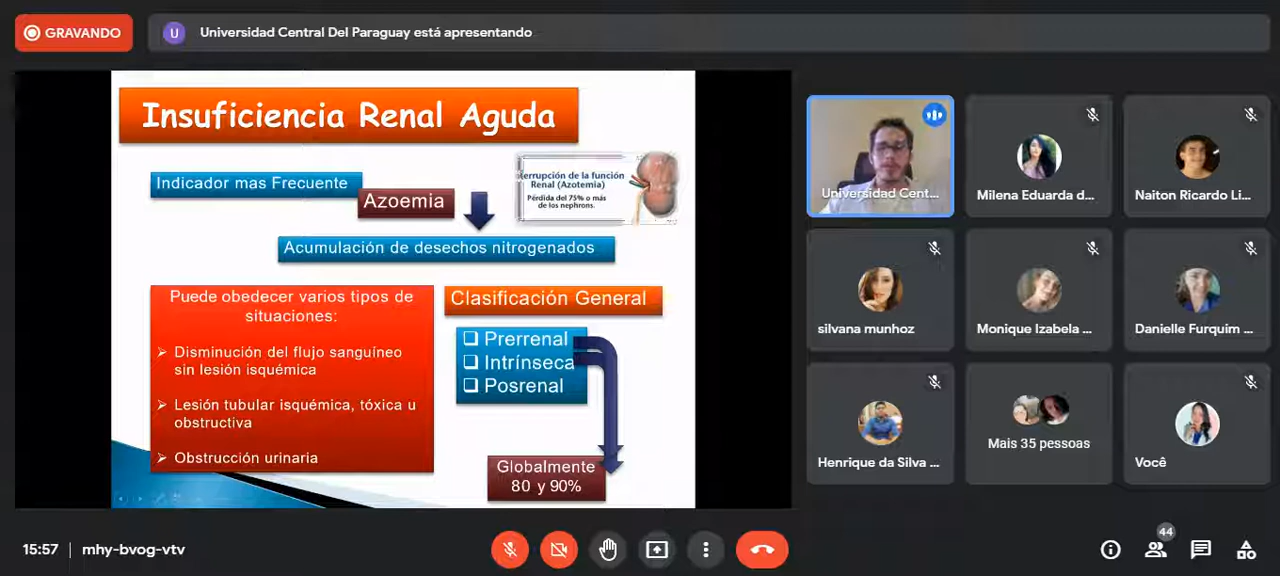 GRAVANDO
U
Universidad Central Del Paraguay está apresentando
Insuficiencia Renal Aguda
Indicador mas Frecuente
Azoemia
errupción de la función
Renal (Azotemia)
Pérdida del 75% o más
de los nephrons.
Acumulación de desechos nitrogenados
Puede obedecer varios tipos de
situaciones:
Disminución del flujo sanguíneo
sin lesión isquémica
Lesión tubular isquémica, tóxica u
obstructiva
Obstrucción urinaria
Clasificación General
Prerrenal
Intrínseca
Posrenal
Globalmente
80 y 90%
Universidad Cent...
Milena Eduarda d...
Naiton Ricardo Li...
silvana munhoz
Monique Izabela ...
Danielle Furquim ...
Henrique da Silva ...
Mais 35 pessoas
Você
15:57 | mhy-bvog-vtv
44